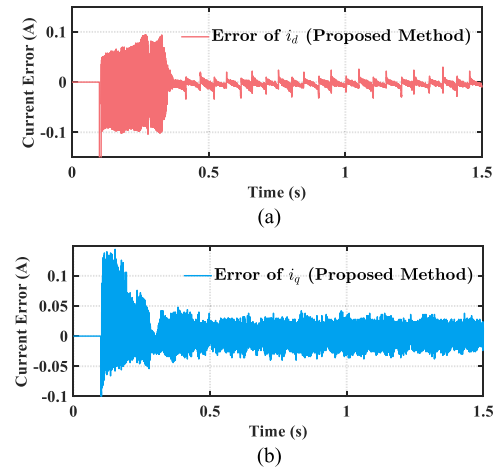 0.1
Error of i_d (Proposed Method)
Current Error (A)
0
-0.1
0
0.5
1
1.5
Time (s)
(a)
0.1
Error of i_q (Proposed Method)
Current Error (A)
0.05
0
-0.05
-0.1
0
0.5
1
1.5
Time (s)
(b)